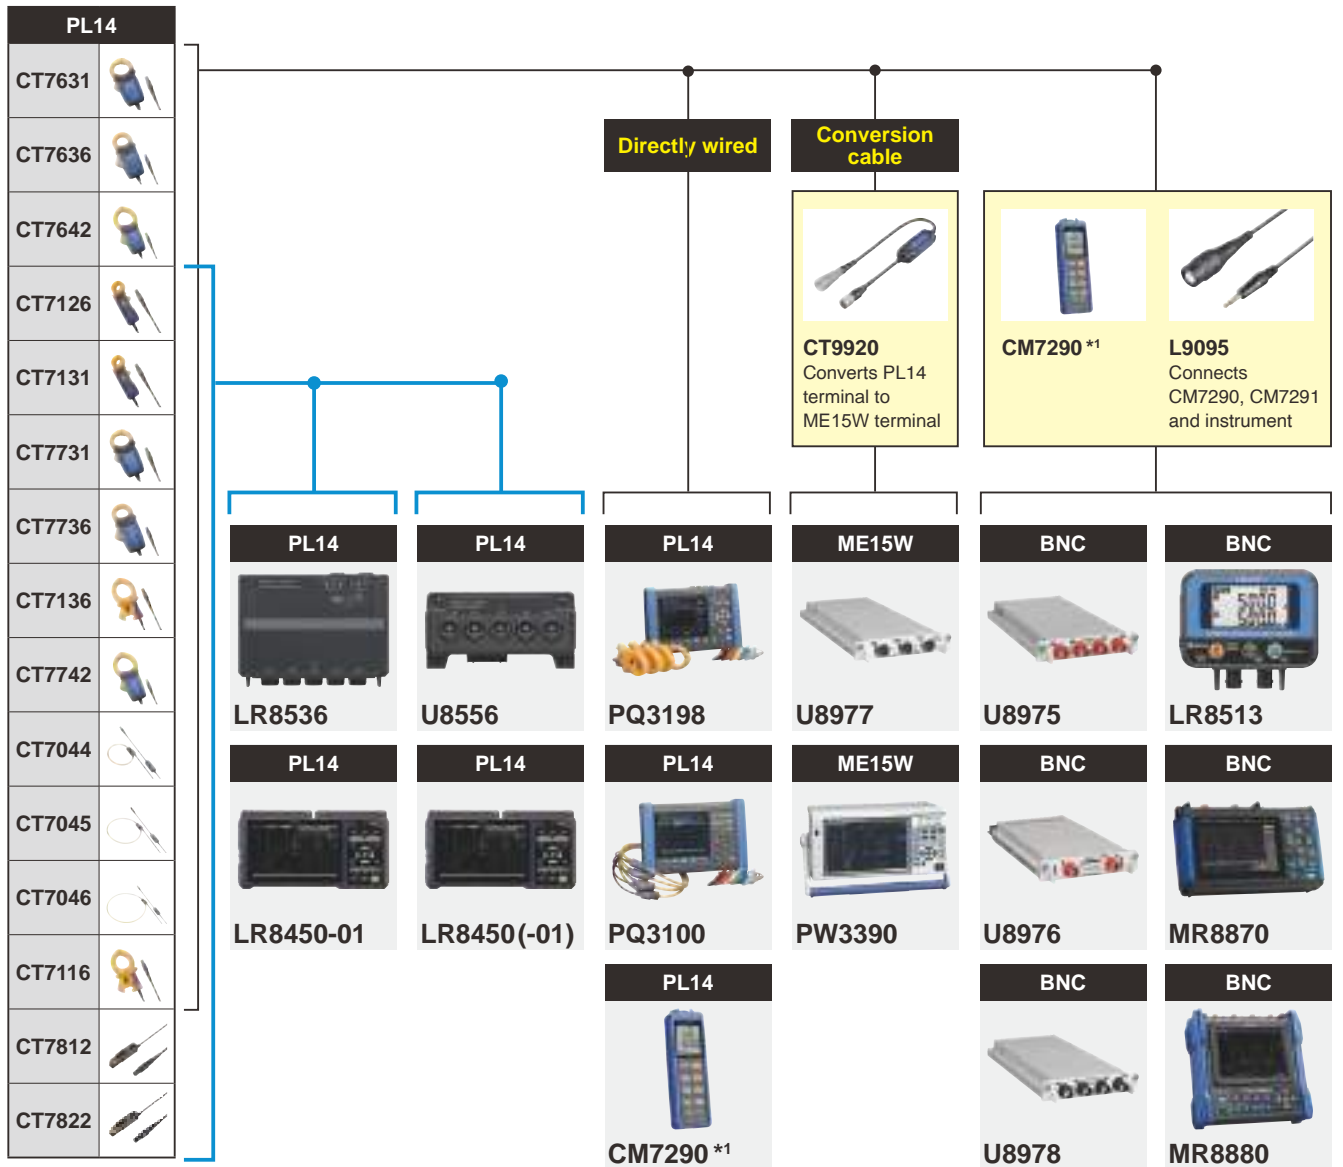 PL14
CT7631
CT7636
CT7642
CT7126
CT7131
CT7731
CT7736
CT7136
CT7742
CT7044
CT7045
CT7046
CT7116
CT7812
CT7822
Directly wired
Conversion
cable
CT9920
Converts PL14
terminal to
ME15W terminal
CM7290 *1
L9095
Connects
CM7290, CM7291
and instrument
PL14
LR8536
PL14
U8556
PL14
PQ3198
ME15W
U8977
BNC
U8975
BNC
LR8513
PL14
LR8450-01
PL14
LR8450(-01)
PL14
PQ3100
ME15W
PW3390
BNC
U8976
BNC
MR8870
PL14
CM7290 *1
BNC
U8978
BNC
MR8880